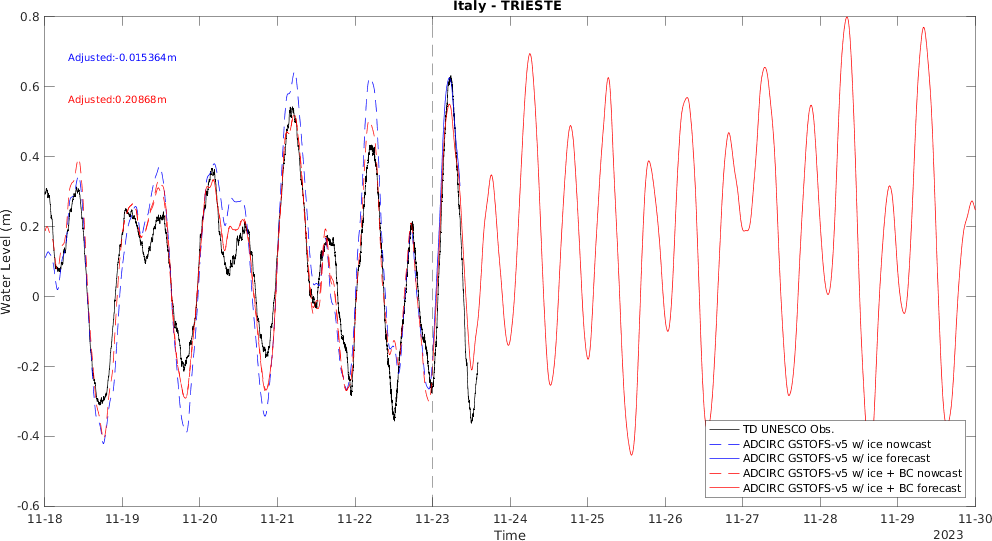 Italy - TRIESTE
Adjusted:-0.015364m
Adjusted:0.20868m
Water Level (m)
0.8
0.6
0.4
0.2
0
-0.2
-0.4
-0.6
TD UNESCO Obs.
ADCIRC GSTOFS-v5 w/ ice nowcast
ADCIRC GSTOFS-v5 w/ ice forecast
ADCIRC GSTOFS-v5 w/ ice + BC nowcast
ADCIRC GSTOFS-v5 w/ ice + BC forecast
11-18 11-19 11-20 11-21 11-22 11-23 11-24 11-25 11-26 11-27 11-28 11-29 11-30
Time
2023